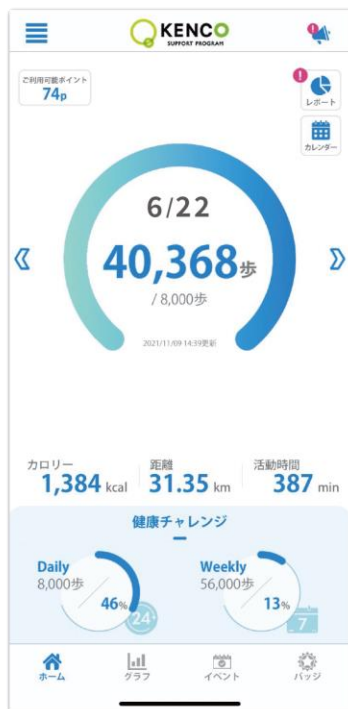 KENCO
SUPPORT PROGRAM
ご利用可能ポイント
74p
レポート
カレンダー
6/22
40,368歩
/ 8,000歩
2021/11/09 14:39更新
カロリー 距離 活動時間
1,384 kcal 31.35 km 387 min
健康チャレンジ
Daily
8,000歩
46%
24
Weekly
56,000歩
13%
7
ホーム グラフ イベント バッジ